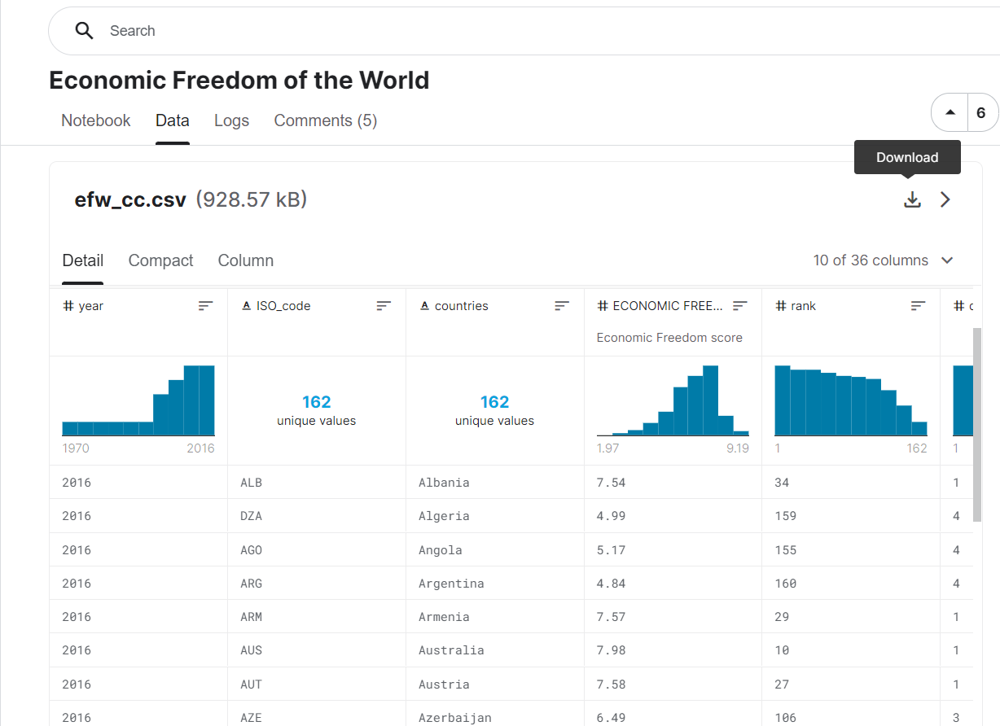 Search
Economic Freedom of the World
Notebook Data Logs Comments (5)
6
Download
efw_cc.csv (928.57 kB)
Detail Compact Column 10 of 36 columns
# year A ISO_code A countries # ECONOMIC FREE... # rank #
Economic Freedom score
162 unique values 162 unique values
1970 2016 1.97 9.19 1 162 1
2016 ALB Albania 7.54 34 1
2016 DZA Algeria 4.99 159 4
2016 AGO Angola 5.17 155 4
2016 ARG Argentina 4.84 160 4
2016 ARM Armenia 7.57 29 1
2016 AUS Australia 7.98 10 1
2016 AUT Austria 7.58 27 1
2016 AZE Azerbaijan 6.49 106 3